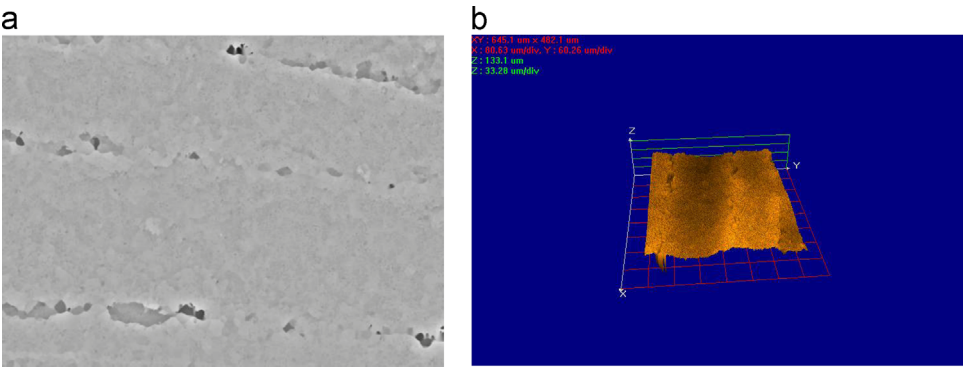 a
b
XY : 645.1 um x 482.1 um
X : 80.63 um/div, Y : 60.26 um/div
Z : 133.1 um
Z : 33.28 um/div
Z
Y
X